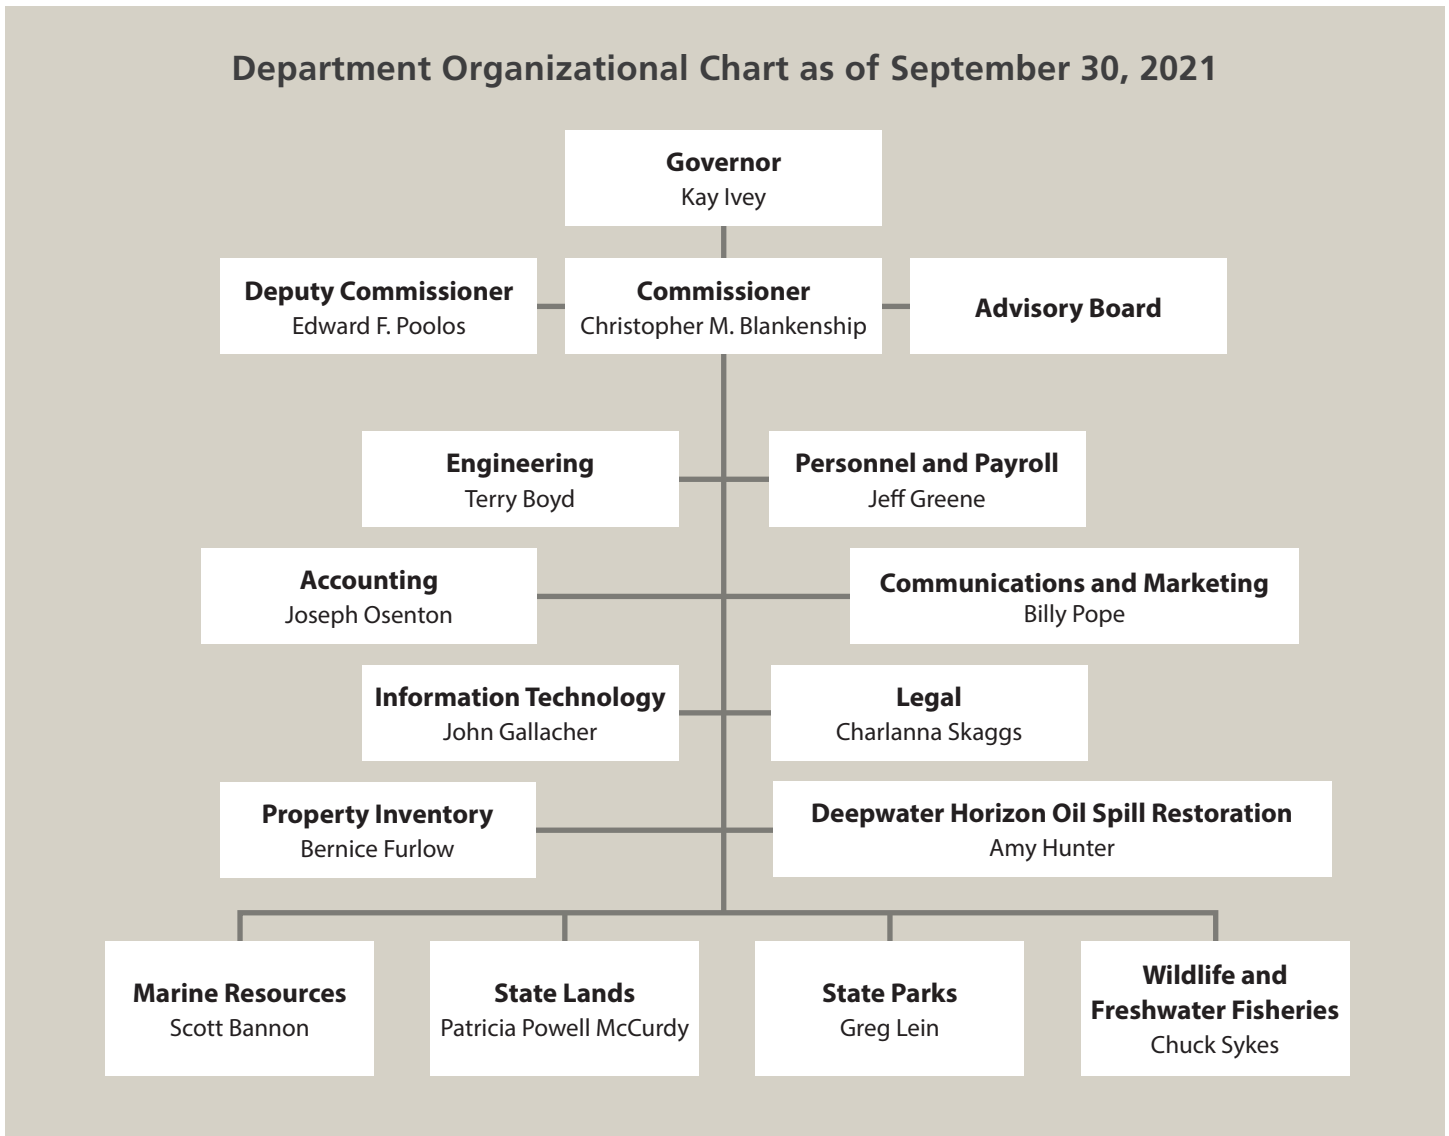 Department Organizational Chart as of September 30, 2021
Governor
Kay Ivey
Deputy Commissioner
Edward F. Poolos
Commissioner
Christopher M. Blankenship
Advisory Board
Engineering
Terry Boyd
Personnel and Payroll
Jeff Greene
Accounting
Joseph Osenton
Communications and Marketing
Billy Pope
Information Technology
John Gallacher
Legal
Charlanna Skaggs
Property Inventory
Bernice Furlow
Deepwater Horizon Oil Spill Restoration
Amy Hunter
Marine Resources
Scott Bannon
State Lands
Patricia Powell McCurdy
State Parks
Greg Lein
Wildlife and
Freshwater Fisheries
Chuck Sykes